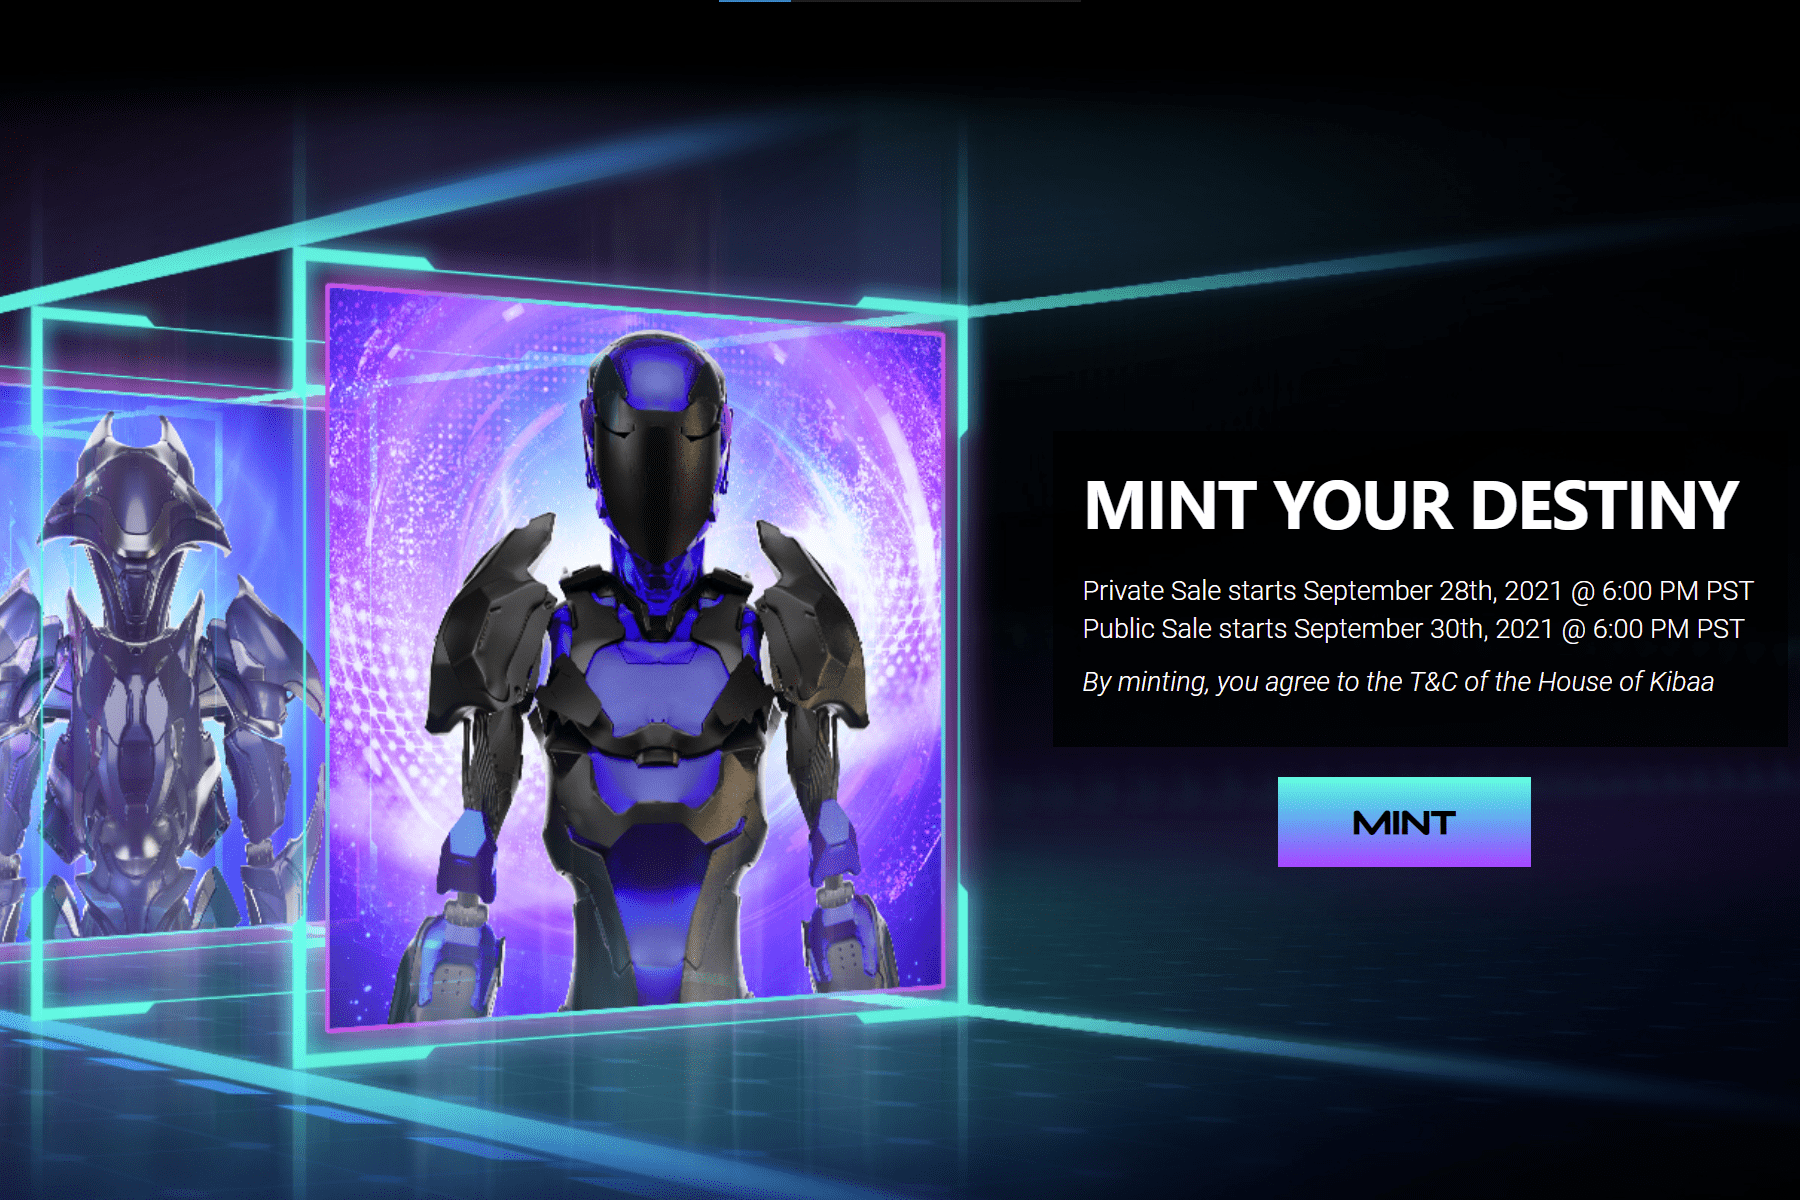 MINT YOUR DESTINY
Private Sale starts September 28th, 2021 @ 6:00 PM PST
Public Sale starts September 30th, 2021 @ 6:00 PM PST
By minting, you agree to the T&C of the House of Kibaa
MINT